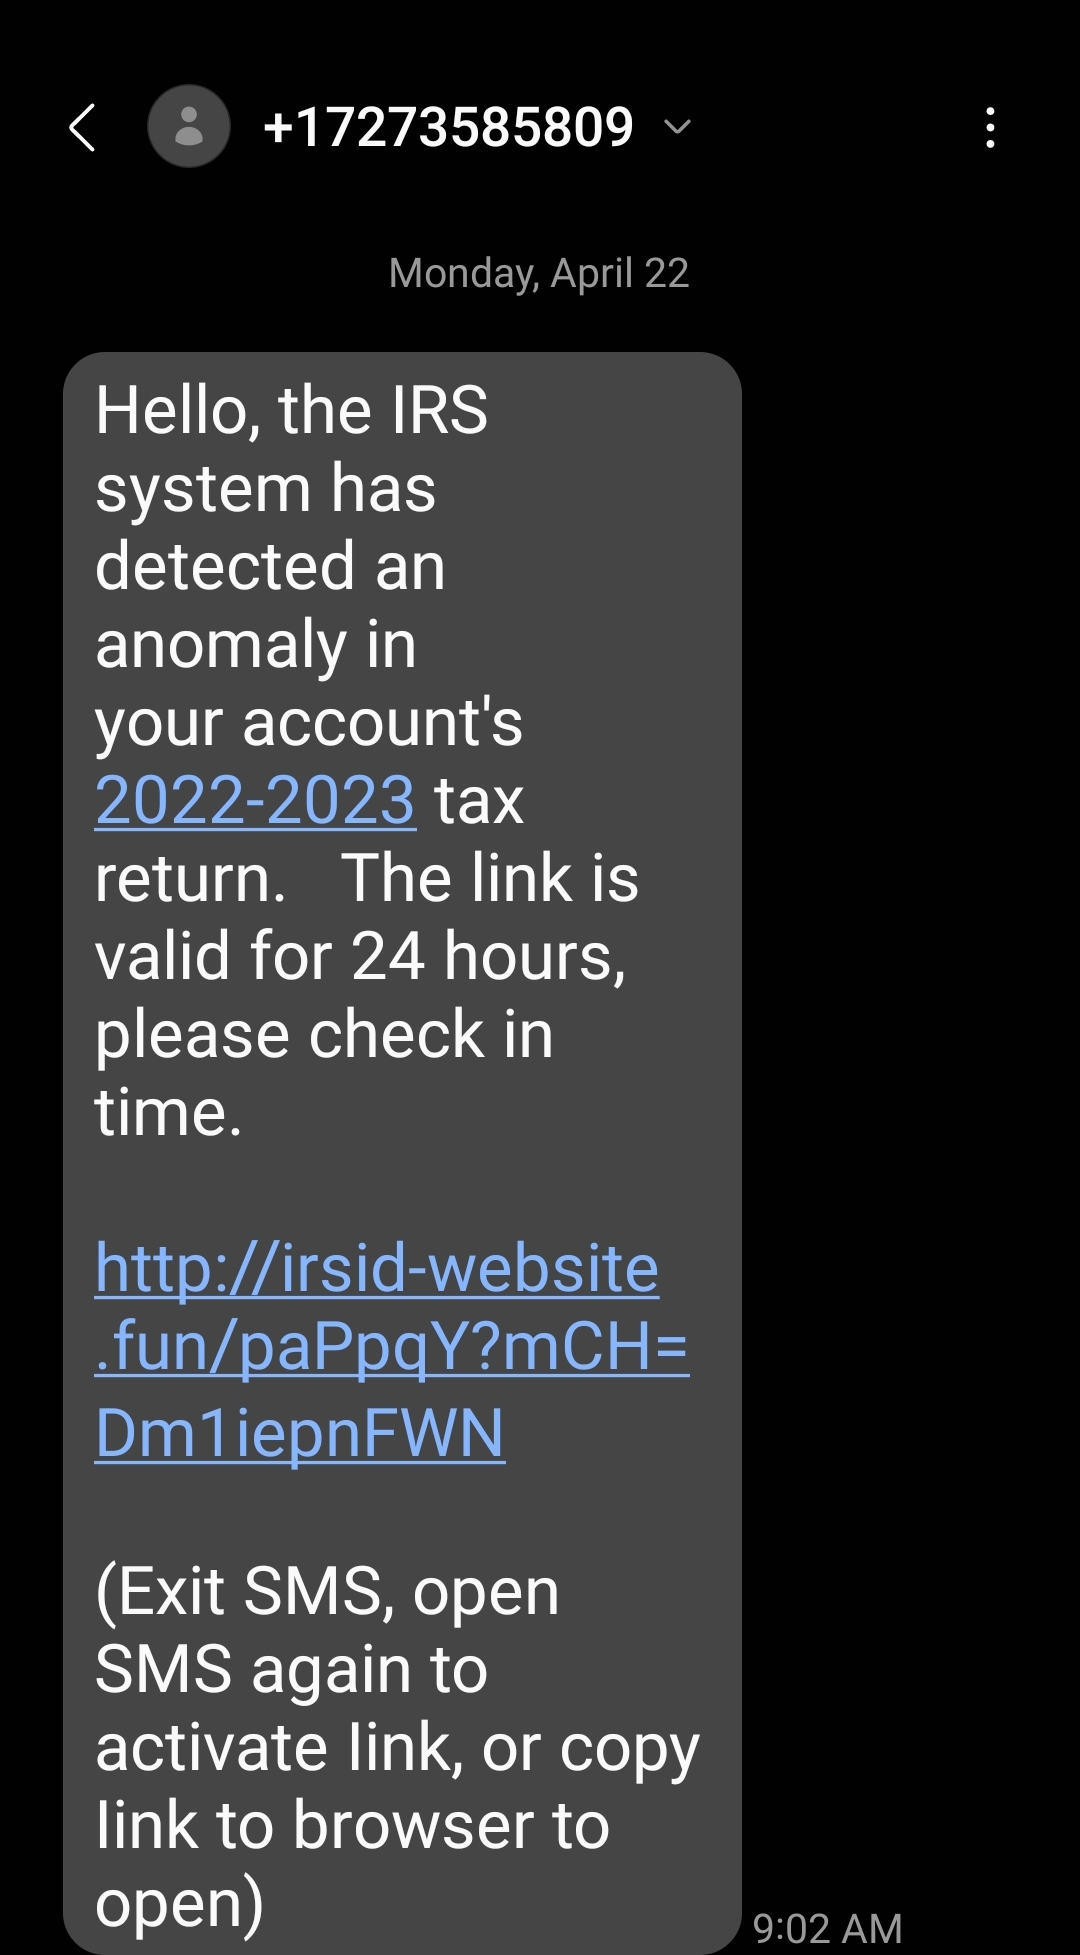 +17273585809
Monday, April 22
Hello, the IRS
system has
detected an
anomaly in
your account's
2022-2023 tax
return.   The link is
valid for 24 hours,
please check in
time.
http://irsid-website
.fun/paPpqY?mCH=
Dm1iepnFWN
(Exit SMS, open
SMS again to
activate link, or copy
link to browser to
open)
9:02 AM